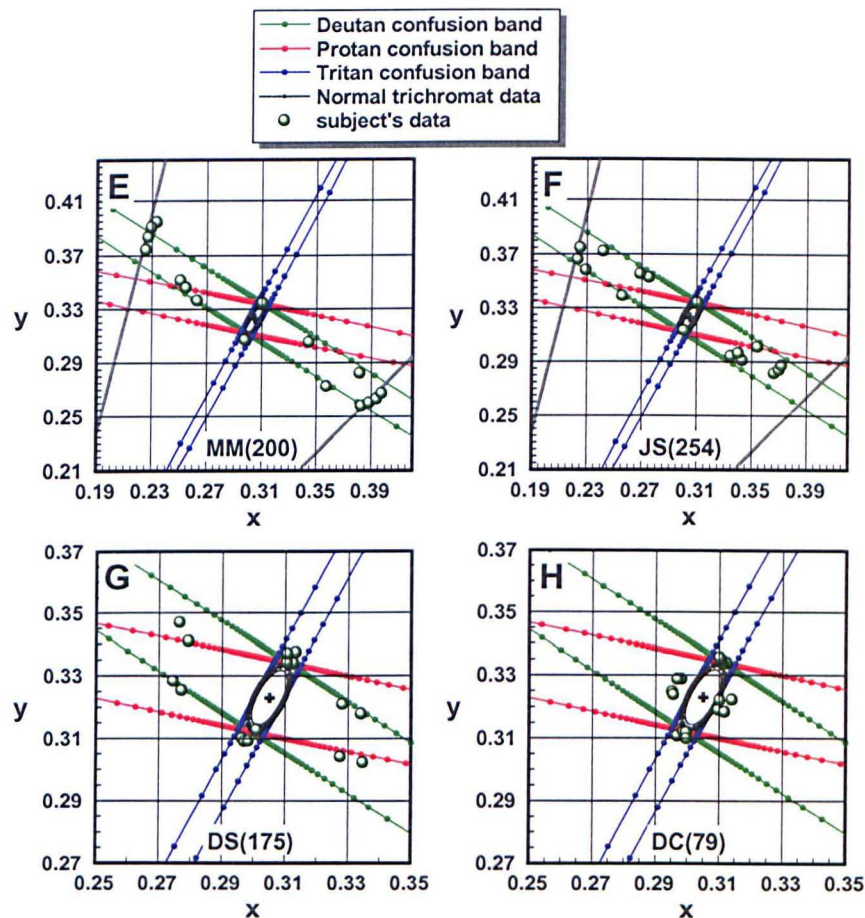 Deutan confusion band
Protan confusion band
Tritan confusion band
Normal trichromat data
subject's data
E
0.41
0.37
0.33
y
0.29
0.25
0.21
MM(200)
0.19 0.23 0.27 0.31 0.35 0.39
x
F
0.41
0.37
0.33
y
0.29
0.25
0.21
JS(254)
0.19 0.23 0.27 0.31 0.35 0.39
x
G
0.37
0.35
0.33
y
0.31
0.29
0.27
DS(175)
0.25 0.27 0.29 0.31 0.33 0.35
x
H
0.37
0.35
0.33
y
0.31
0.29
0.27
DC(79)
0.25 0.27 0.29 0.31 0.33 0.35
x